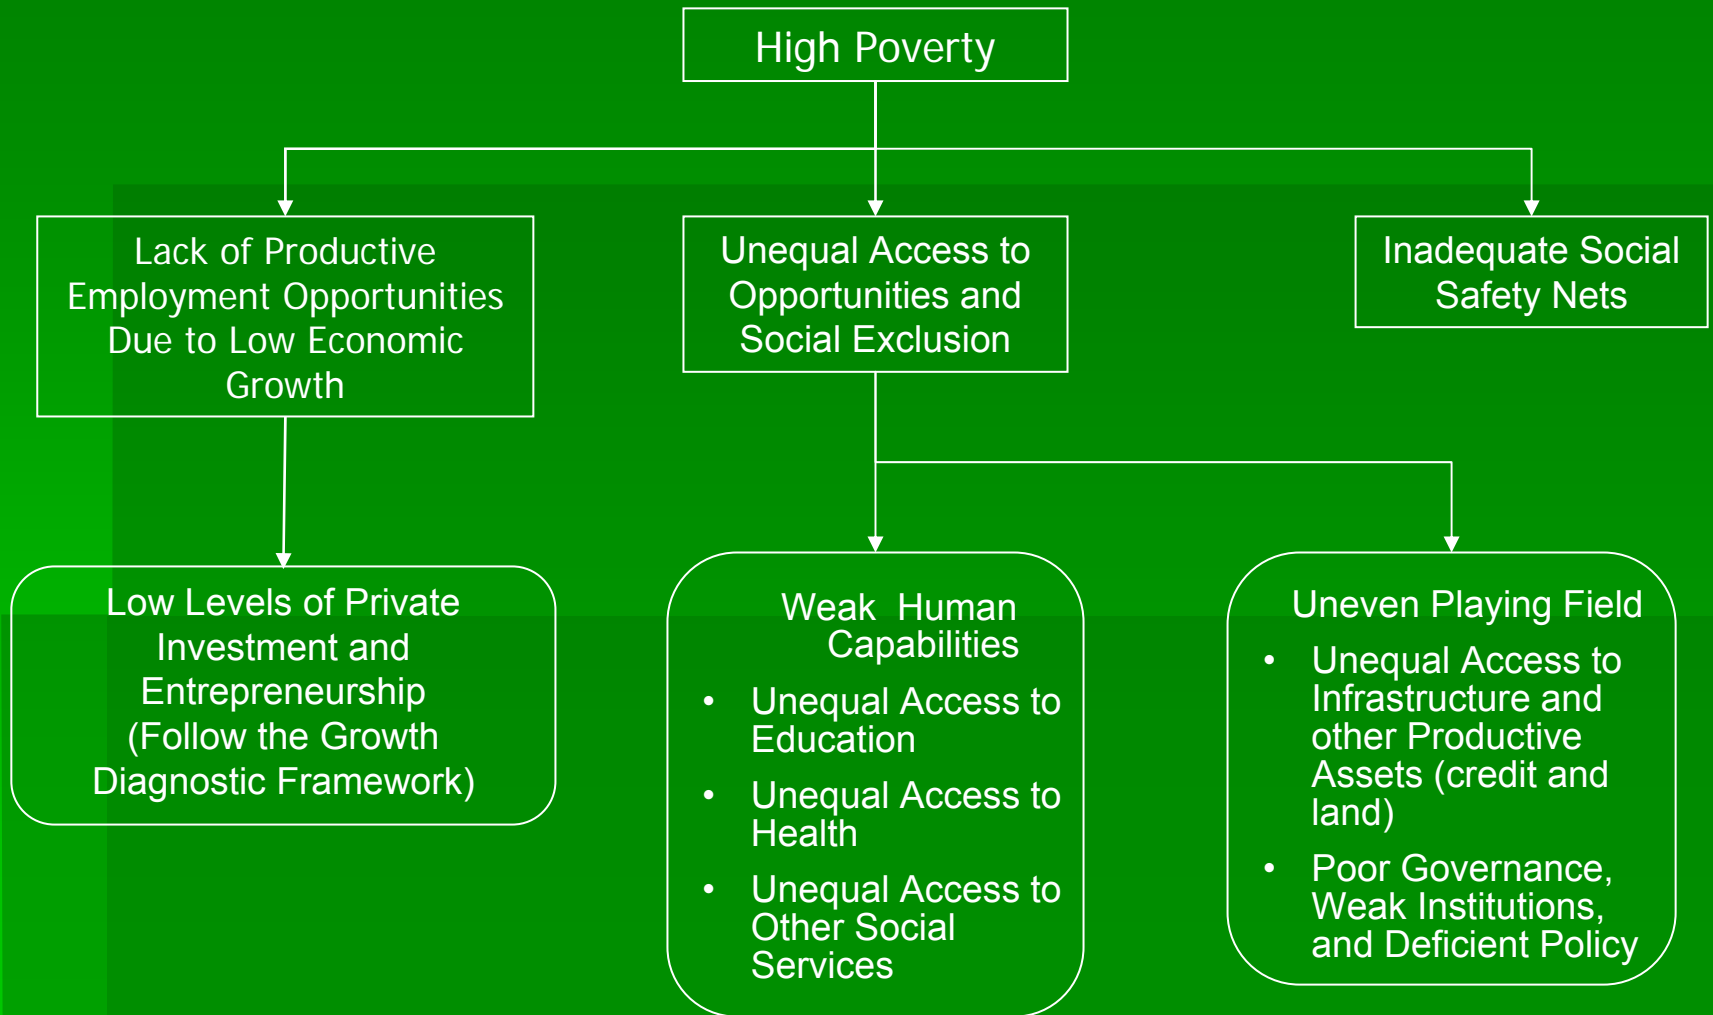 High Poverty
Lack of Productive
Employment Opportunities
Due to Low Economic
Growth
Unequal Access to
Opportunities and
Social Exclusion
Inadequate Social
Safety Nets
Low Levels of Private
Investment and
Entrepreneurship
(Follow the Growth
Diagnostic Framework)
Weak Human
Capabilities
• Unequal Access to
Education
• Unequal Access to
Health
• Unequal Access to
Other Social
Services
Uneven Playing Field
• Unequal Access to
Infrastructure and
other Productive
Assets (credit and
land)
• Poor Governance,
Weak Institutions,
and Deficient Policy